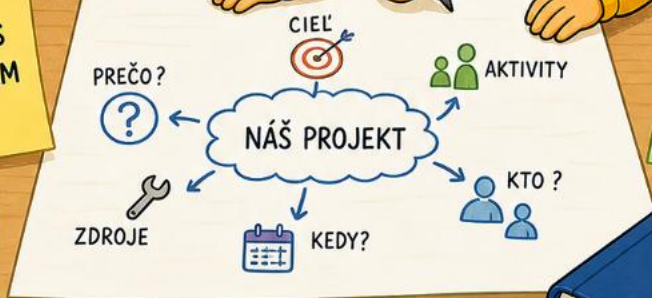 S
M
CIEĽ
PREČO?
AKTIVITY
NÁŠ PROJEKT
KTO ?
ZDROJE
KEDY?